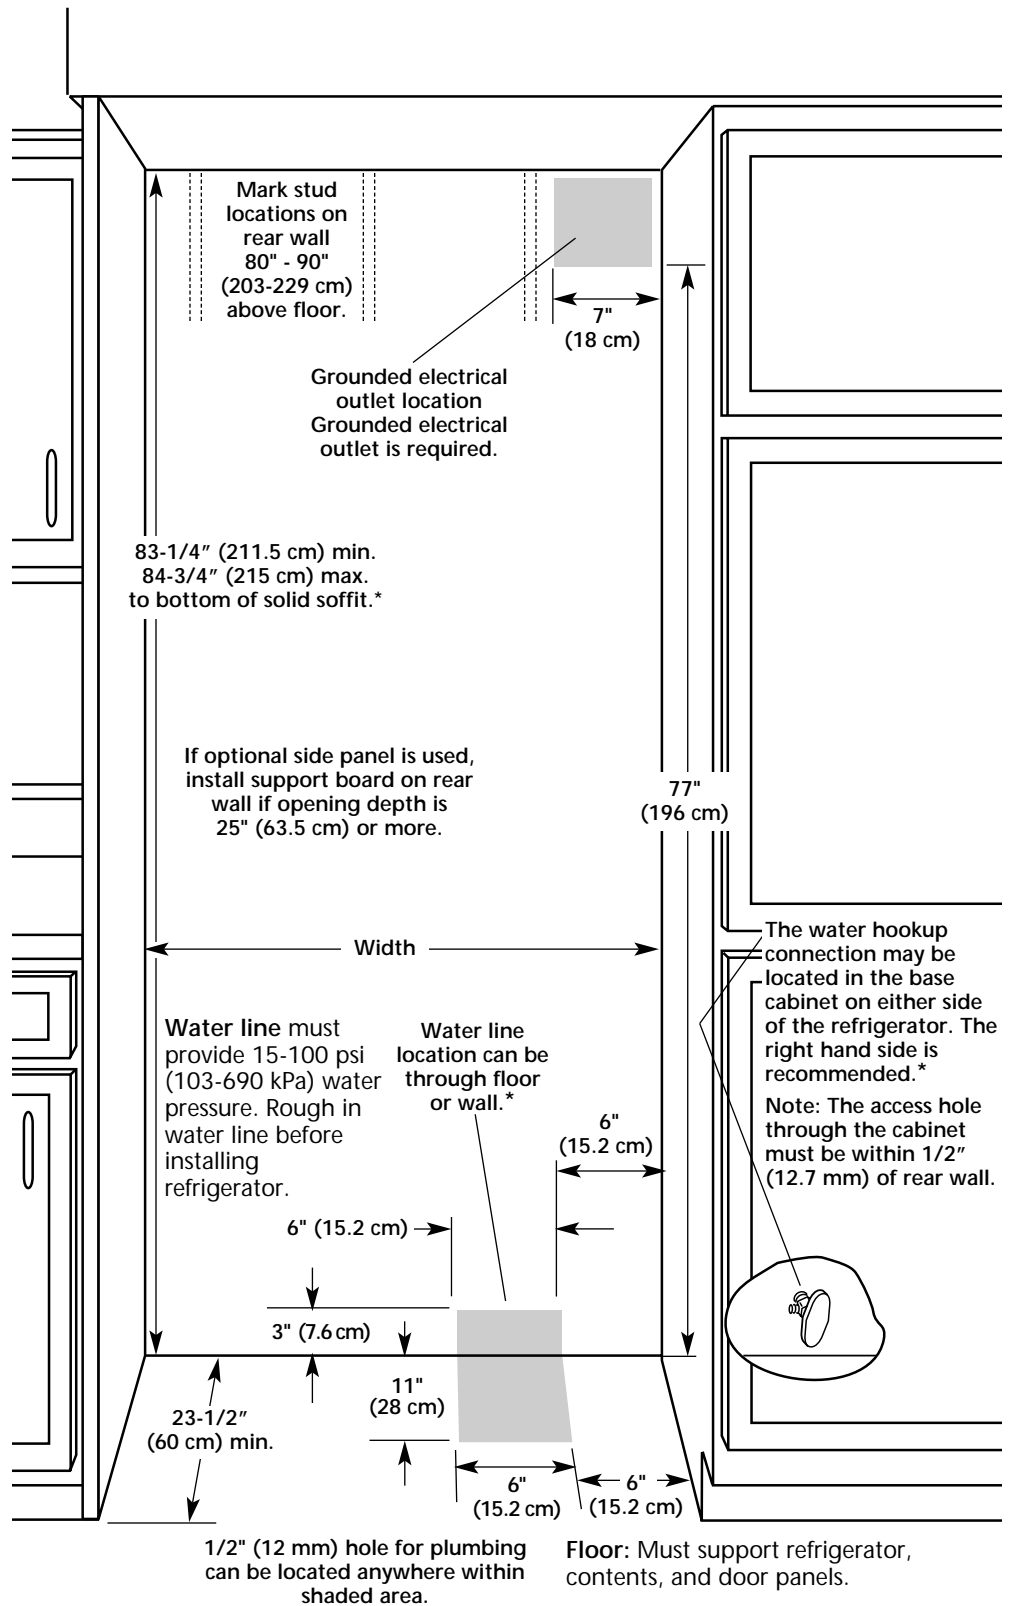 Mark stud
locations on
rear wall
80" - 90"
(203-229 cm)
above floor.
7"
(18 cm)
Grounded electrical
outlet location
Grounded electrical
outlet is required.
83-1/4” (211.5 cm) min.
84-3/4” (215 cm) max.
to bottom of solid soffit.*
If optional side panel is used,
install support board on rear
wall if opening depth is
25" (63.5 cm) or more.
77"
(196 cm)
Width
The water hookup
connection may be
located in the base
cabinet on either side
of the refrigerator. The
right hand side is
recommended.*
Note: The access hole
through the cabinet
must be within 1/2”
(12.7 mm) of rear wall.
Water line must
provide 15-100 psi
(103-690 kPa) water
pressure. Rough in
water line before
installing
refrigerator.
Water line
location can be
through floor
or wall.*
6"
(15.2 cm)
6" (15.2 cm)
3" (7.6 cm)
11"
(28 cm)
23-1/2”
(60 cm) min.
6"
(15.2 cm)
6"
(15.2 cm)
1/2" (12 mm) hole for plumbing
can be located anywhere within
shaded area.
Floor: Must support refrigerator,
contents, and door panels.